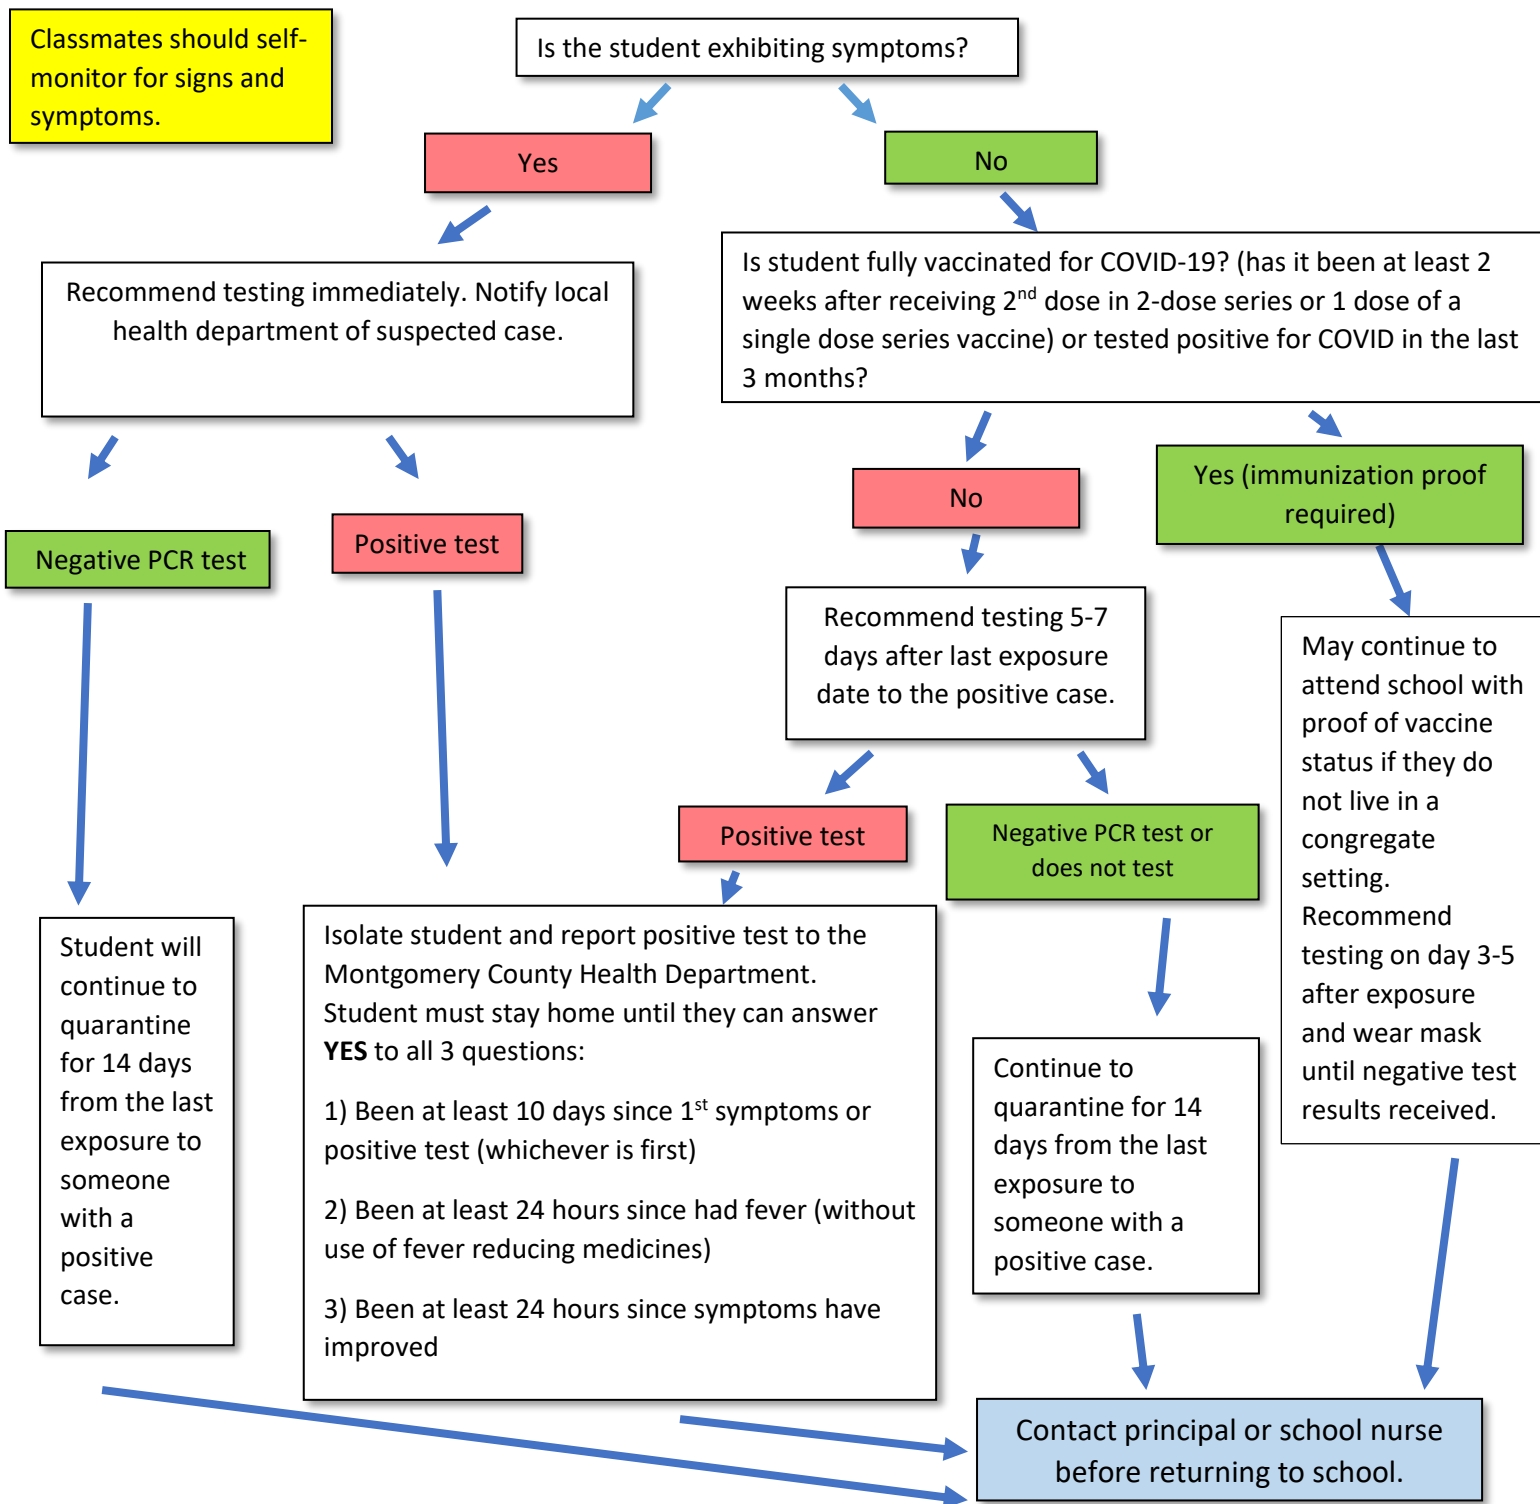 Classmates should self-
monitor for signs and
symptoms.
Is the student exhibiting symptoms?
Yes
No
Recommend testing immediately. Notify local
health department of suspected case.
Is student fully vaccinated for COVID-19? (has it been at least 2
weeks after receiving 2nd dose in 2-dose series or 1 dose of a
single dose series vaccine) or tested positive for COVID in the last
3 months?
Negative PCR test
Positive test
No
Yes (immunization proof
required)
Recommend testing 5-7
days after last exposure
date to the positive case.
May continue to
attend school with
proof of vaccine
status if they do
not live in a
congregate
setting.
Recommend
testing on day 3-5
after exposure
and wear mask
until negative test
results received.
Positive test
Negative PCR test or
does not test
Student will
continue to
quarantine
for 14 days
from the last
exposure to
someone
with a
positive
case.
Isolate student and report positive test to the
Montgomery County Health Department.
Student must stay home until they can answer
YES to all 3 questions:
1) Been at least 10 days since 1st symptoms or
positive test (whichever is first)
2) Been at least 24 hours since had fever (without
use of fever reducing medicines)
3) Been at least 24 hours since symptoms have
improved
Continue to
quarantine for 14
days from the last
exposure to
someone with a
positive case.
Contact principal or school nurse
before returning to school.